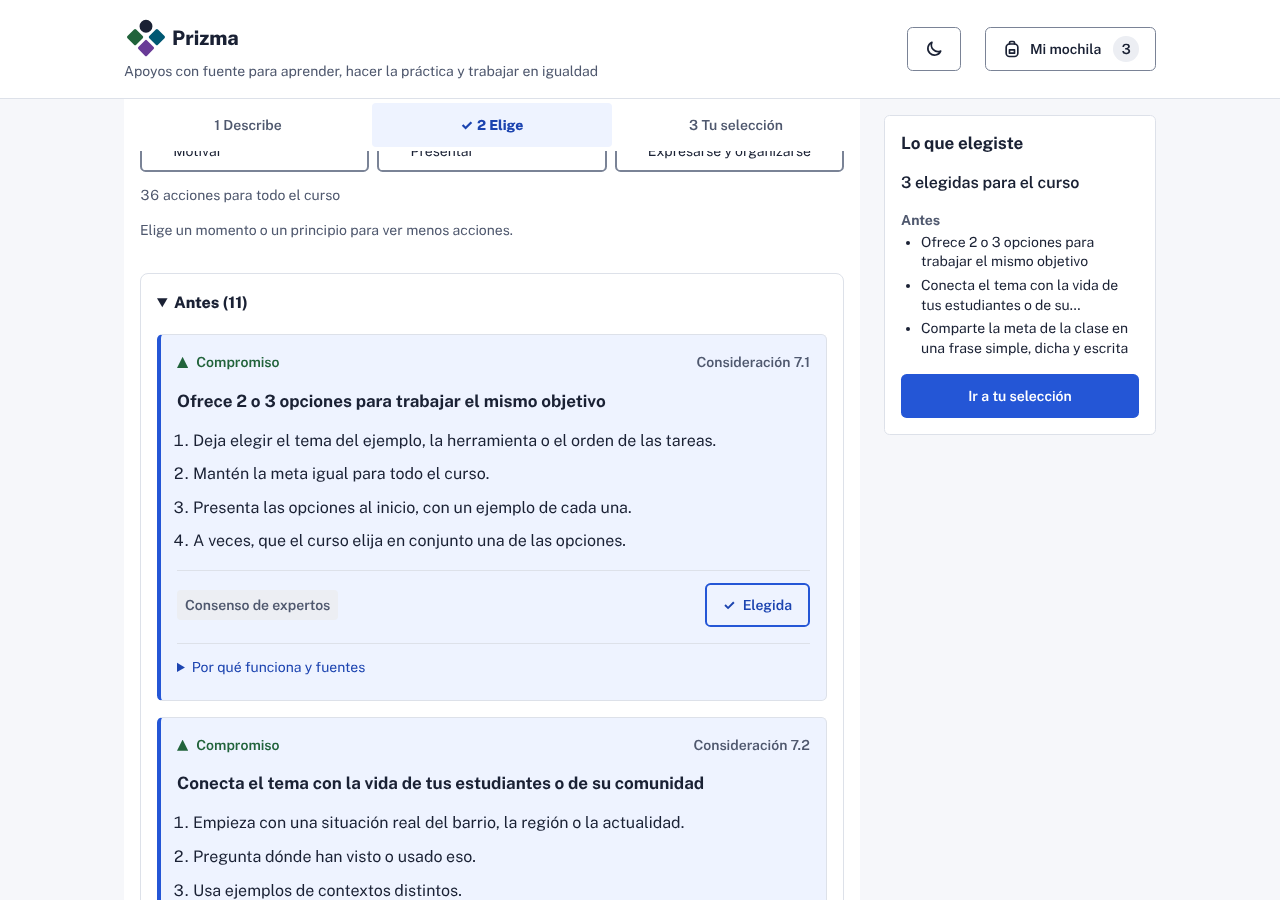 Prizma
Apoyos con fuente para aprender, hacer la práctica y trabajar en igualdad
Mi mochila 3
1 Describe
✓ 2 Elige
3 Tu selección
Motivar
Presentar
Expresarse y organizarse
36 acciones para todo el curso
Elige un momento o un principio para ver menos acciones.
▼ Antes (11)
▲ Compromiso
Consideración 7.1
Ofrece 2 o 3 opciones para trabajar el mismo objetivo
1. Deja elegir el tema del ejemplo, la herramienta o el orden de las tareas.
2. Mantén la meta igual para todo el curso.
3. Presenta las opciones al inicio, con un ejemplo de cada una.
4. A veces, que el curso elija en conjunto una de las opciones.
Consenso de expertos
✓ Elegida
▶ Por qué funciona y fuentes
▲ Compromiso
Consideración 7.2
Conecta el tema con la vida de tus estudiantes o de su comunidad
1. Empieza con una situación real del barrio, la región o la actualidad.
2. Pregunta dónde han visto o usado eso.
3. Usa ejemplos de contextos distintos.
Lo que elegiste
3 elegidas para el curso
Antes
• Ofrece 2 o 3 opciones para
trabajar el mismo objetivo
• Conecta el tema con la vida de
tus estudiantes o de su...
• Comparte la meta de la clase en
una frase simple, dicha y escrita
Ir a tu selección